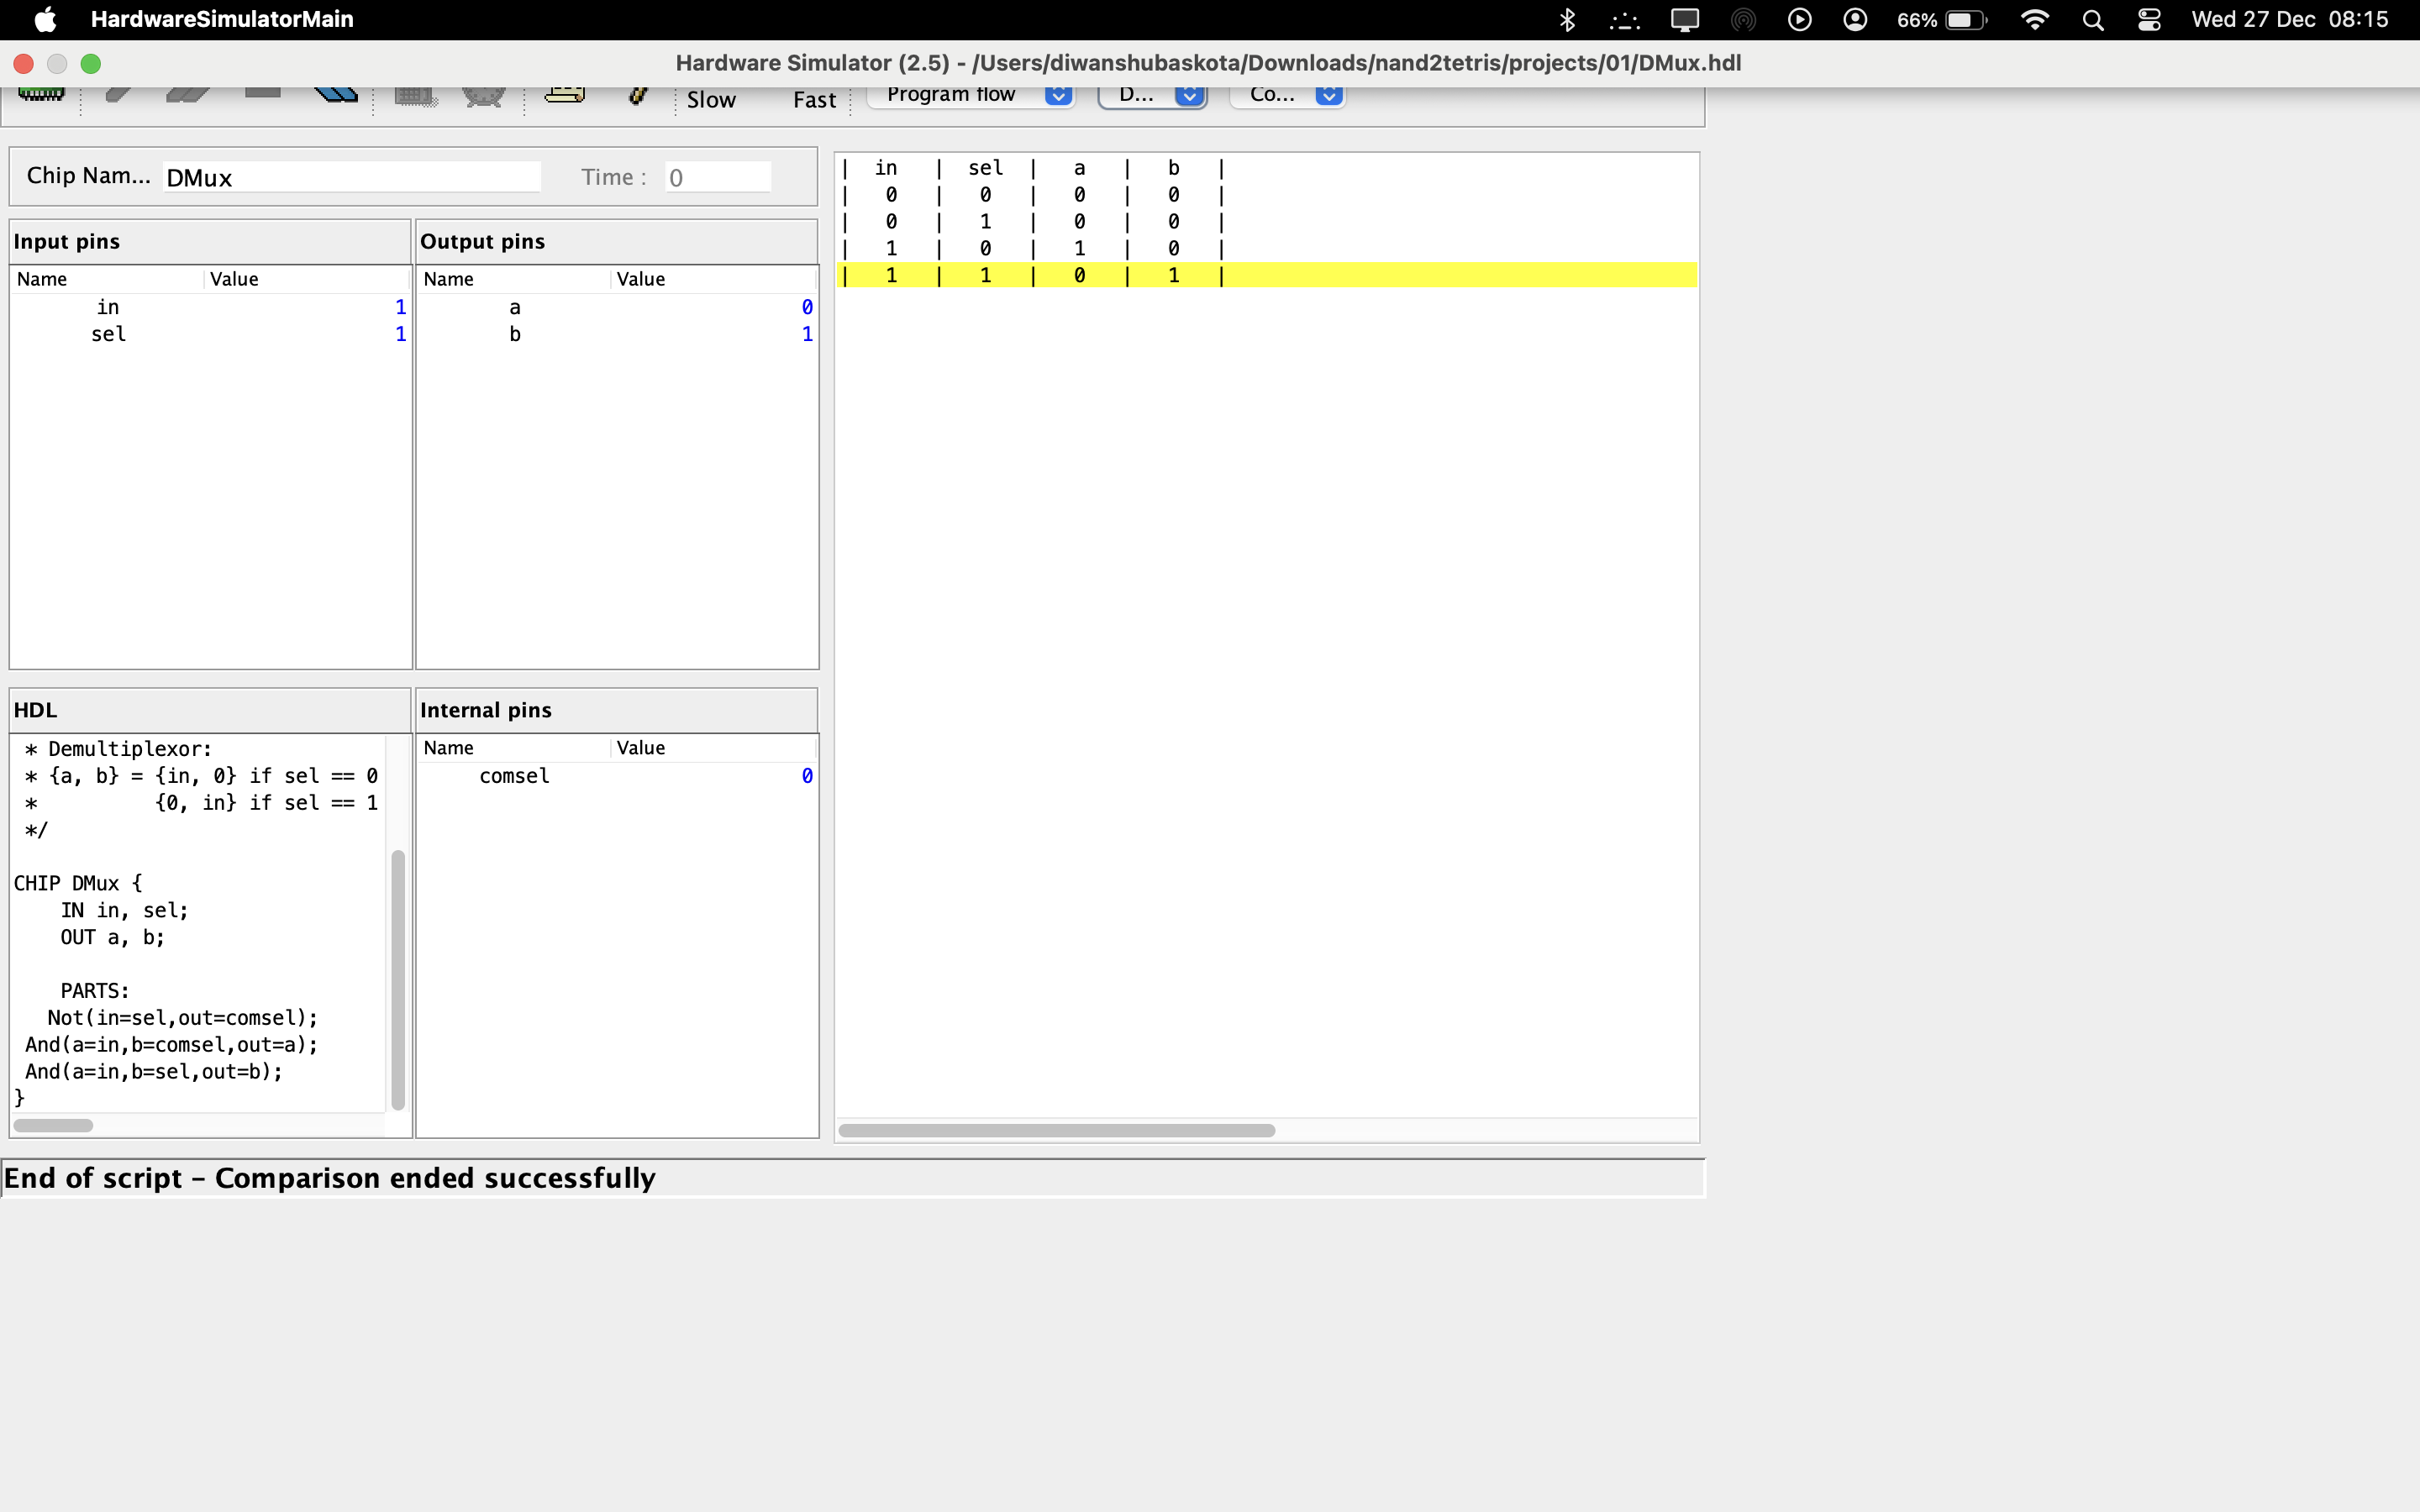 HardwareSimulatorMain 66% Wed 27 Dec 08:15
Hardware Simulator (2.5) - /Users/diwanshubaskota/Downloads/nand2tetris/projects/01/DMux.hdl
Slow Fast Program flow D... Co...
Chip Nam... DMux Time : 0
Input pins
Name Value
in 1
sel 1
Output pins
Name Value
a 0
b 1
HDL
* Demultiplexor:
* {a, b} = {in, 0} if sel == 0
* {0, in} if sel == 1
*/
CHIP DMux {
IN in, sel;
OUT a, b;
PARTS:
Not(in=sel,out=comsel);
And(a=in,b=comsel,out=a);
And(a=in,b=sel,out=b);
}
Internal pins
Name Value
comsel 0
| in | sel | a | b |
| 0 | 0 | 0 | 0 |
| 0 | 1 | 0 | 0 |
| 1 | 0 | 1 | 0 |
| 1 | 1 | 0 | 1 |
End of script – Comparison ended successfully